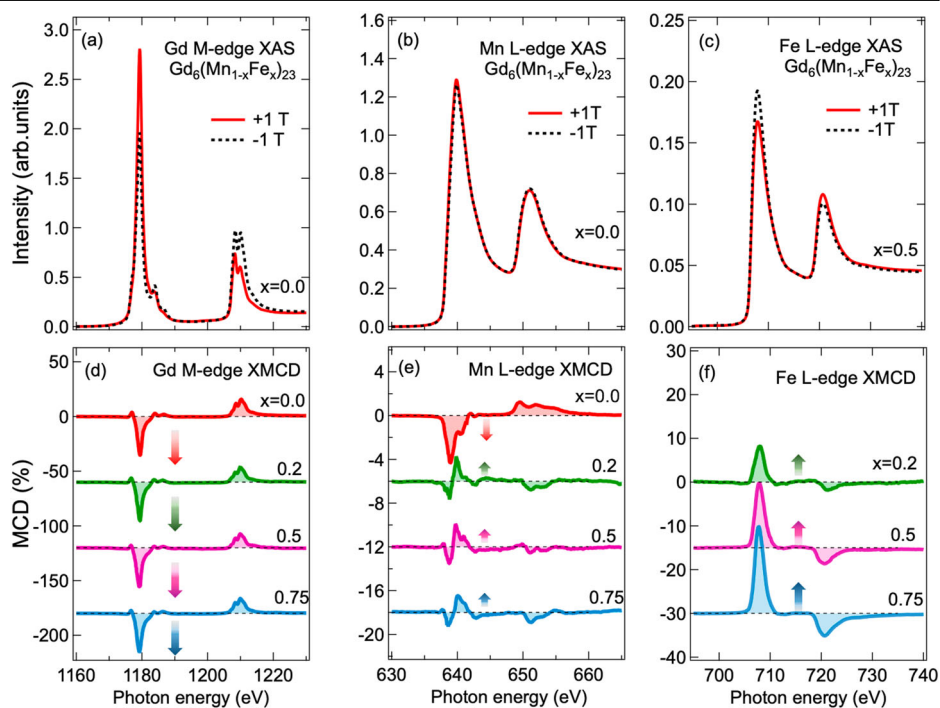 (a)
Gd M-edge XAS
Gd6(Mn1-xFex)23
+1 T
-1 T
x=0.0
Intensity (arb.units)
3.0
2.5
2.0
1.5
1.0
0.5
0.0
(b)
Mn L-edge XAS
Gd6(Mn1-xFex)23
+1T
-1T
x=0.0
1.6
1.4
1.2
1.0
0.8
0.6
0.4
0.2
0.0
(c)
Fe L-edge XAS
Gd6(Mn1-xFex)23
+1T
-1T
x=0.5
0.25
0.20
0.15
0.10
0.05
0.00
(d)
Gd M-edge XMCD
x=0.0
0.2
0.5
0.75
MCD (%)
50
0
-50
-100
-150
-200
1160 1180 1200 1220
Photon energy (eV)
(e)
Mn L-edge XMCD
x=0.0
0.2
0.5
0.75
4
0
-6
-12
-18
630 640 650 660
Photon energy (eV)
(f)
Fe L-edge XMCD
x=0.2
0.5
0.75
30
20
10
0
-10
-20
-30
-40
700 710 720 730 740
Photon energy (eV)